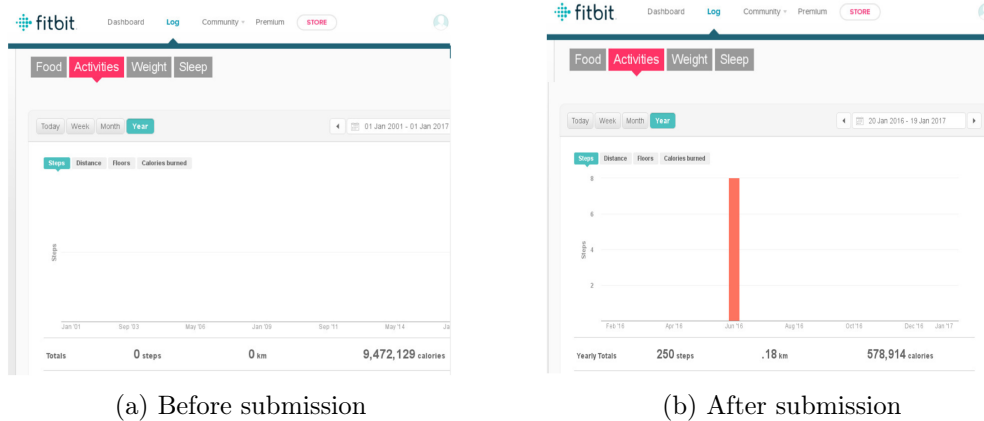 fitbit.
Dashboard Log Community Premium STORE
Food Activities Weight Sleep
Today Week Month Year
01 Jan 2001 - 01 Jan 2017
Steps Distance Floors Calories burned
Steps
Jan '01 Sep '03 May '06 Jan '09 Sep '11 May '14 Ja
Totals 0 steps 0 km 9,472,129 calories
(a) Before submission
fitbit.
Dashboard Log Community Premium STORE
Food Activities Weight Sleep
Today Week Month Year
20 Jan 2016 - 19 Jan 2017
Steps Distance Floors Calories burned
8
6
4
2
Steps
Feb '16 Apr '16 Jun '16 Aug '16 Oct '16 Dec '16 Jan '17
Yearly Totals 250 steps .18 km 578,914 calories
(b) After submission